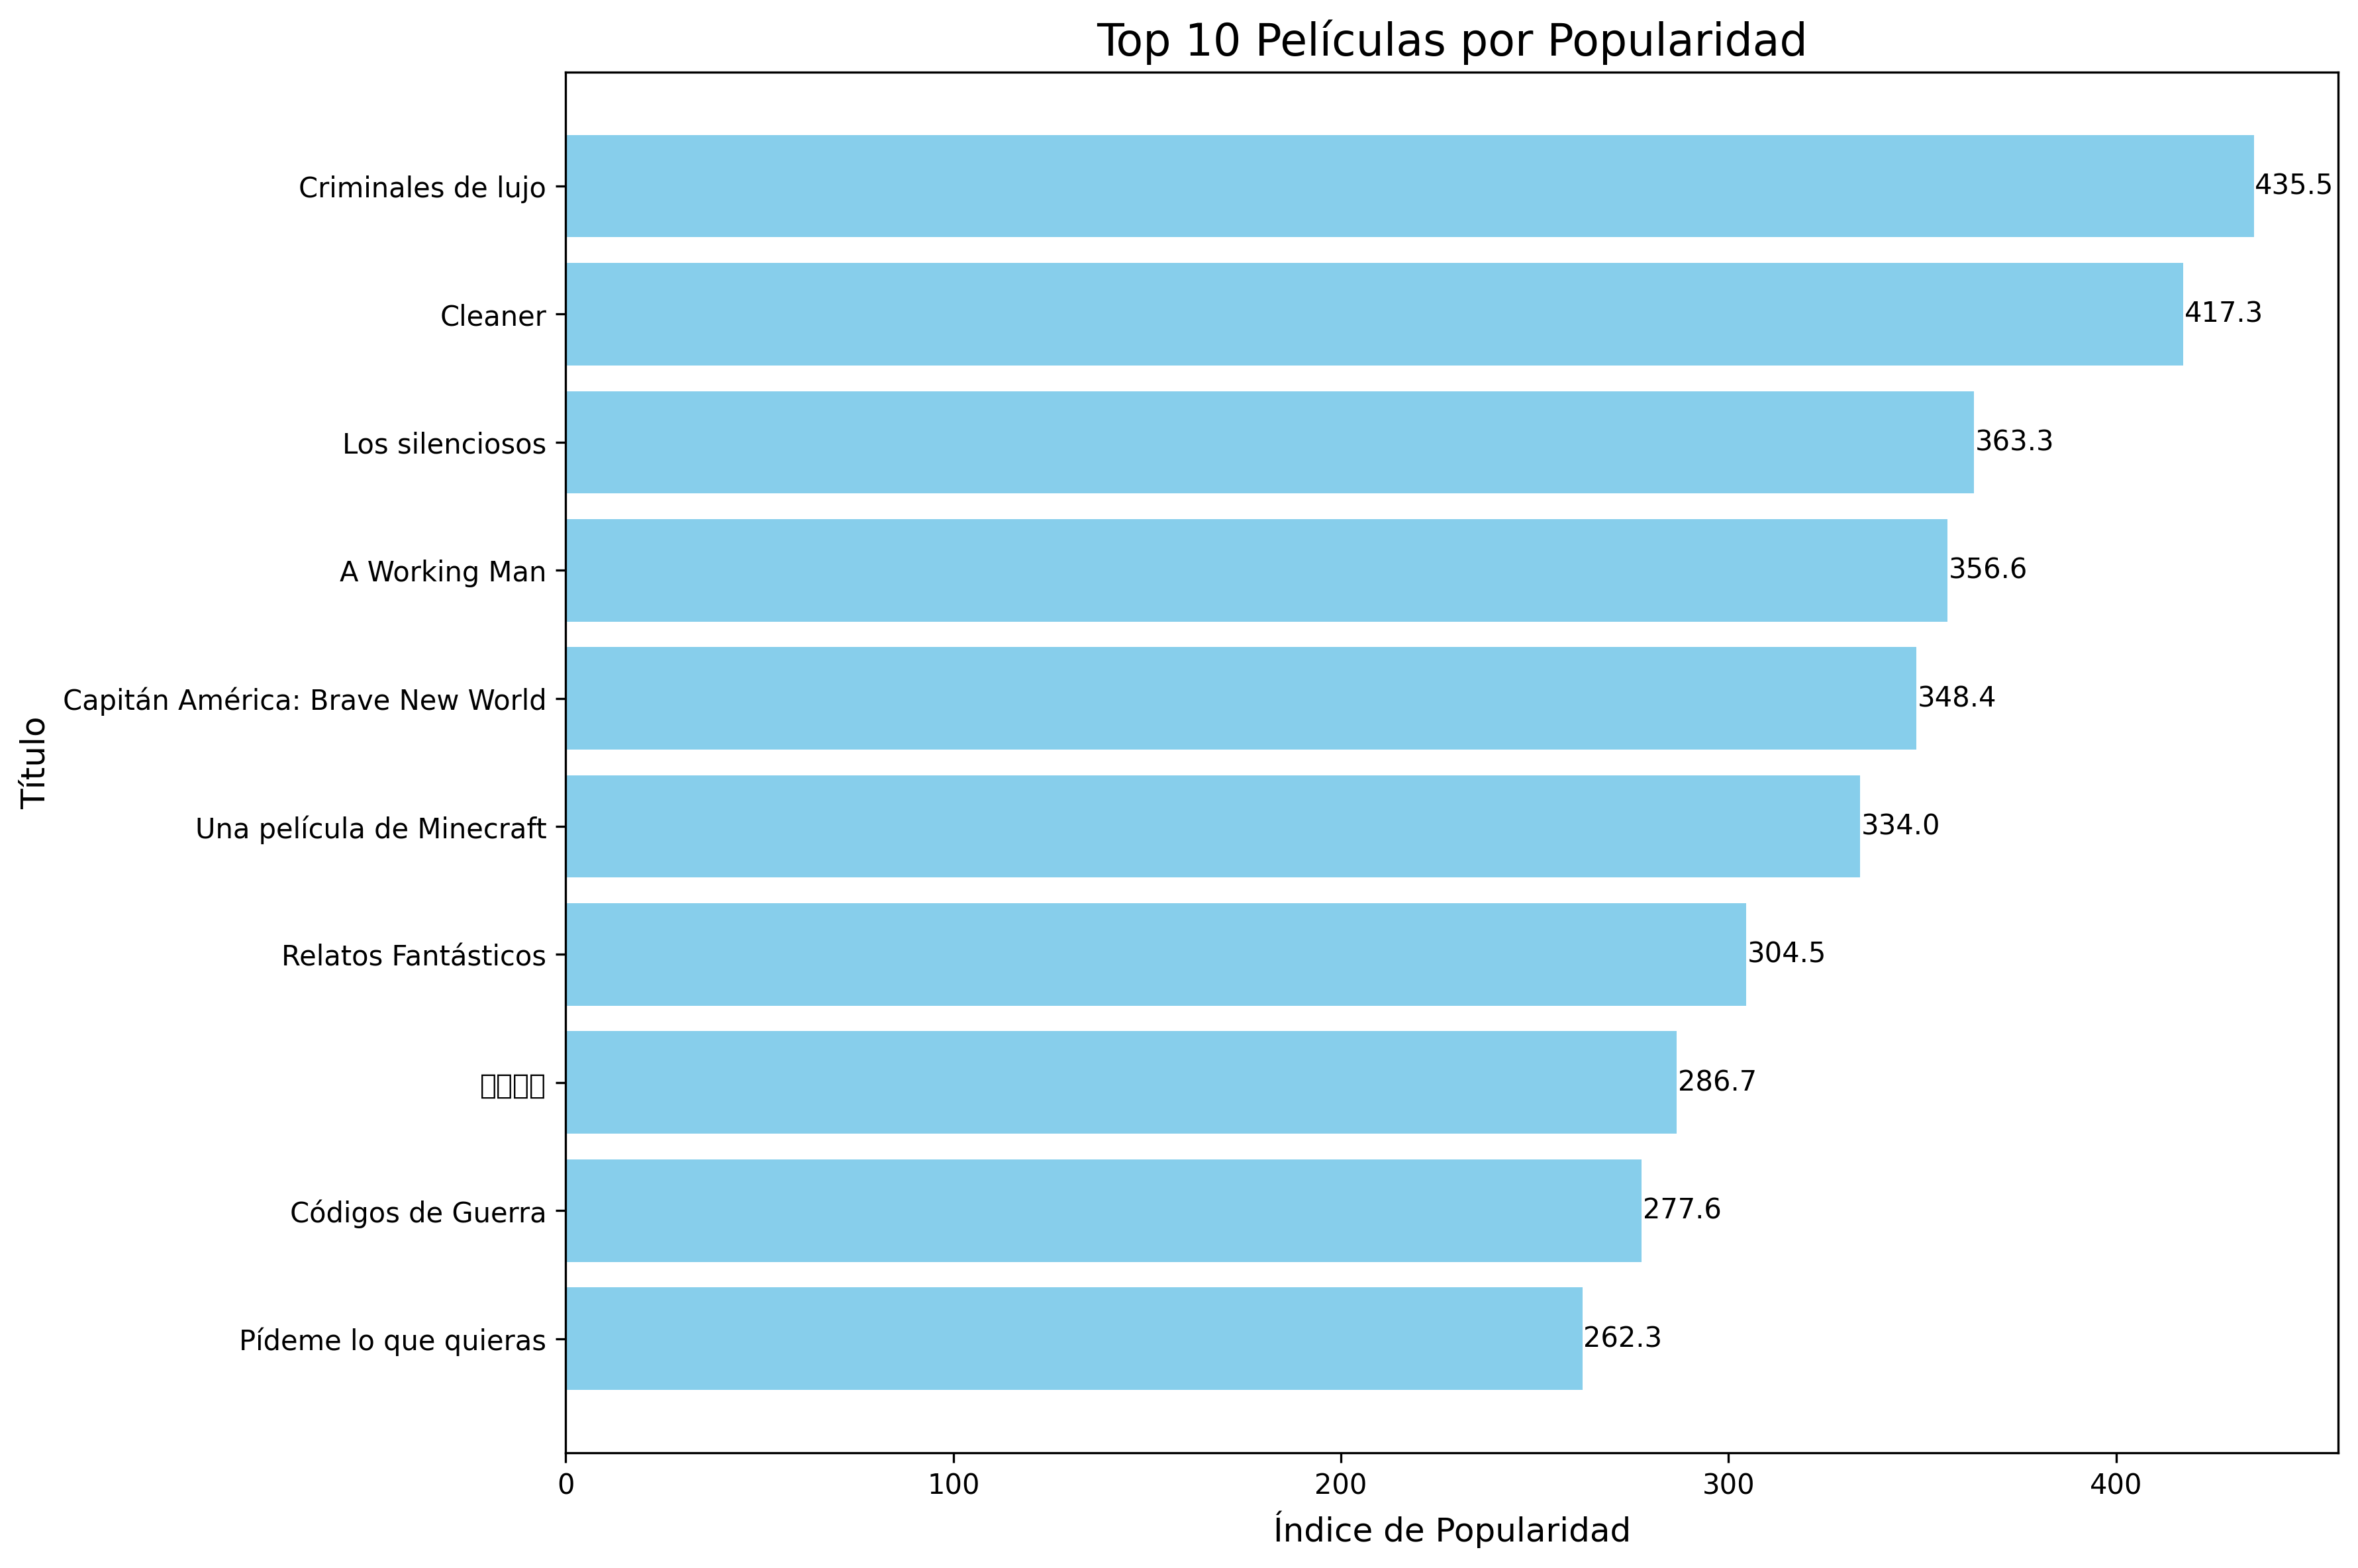 Top 10 Películas por Popularidad
Criminales de lujo
435.5
Cleaner
417.3
Los silenciosos
363.3
A Working Man
356.6
Capitán América: Brave New World
348.4
Una película de Minecraft
334.0
Relatos Fantásticos
304.5
286.7
Códigos de Guerra
277.6
Pídeme lo que quieras
262.3
Título
0 100 200 300 400
Índice de Popularidad